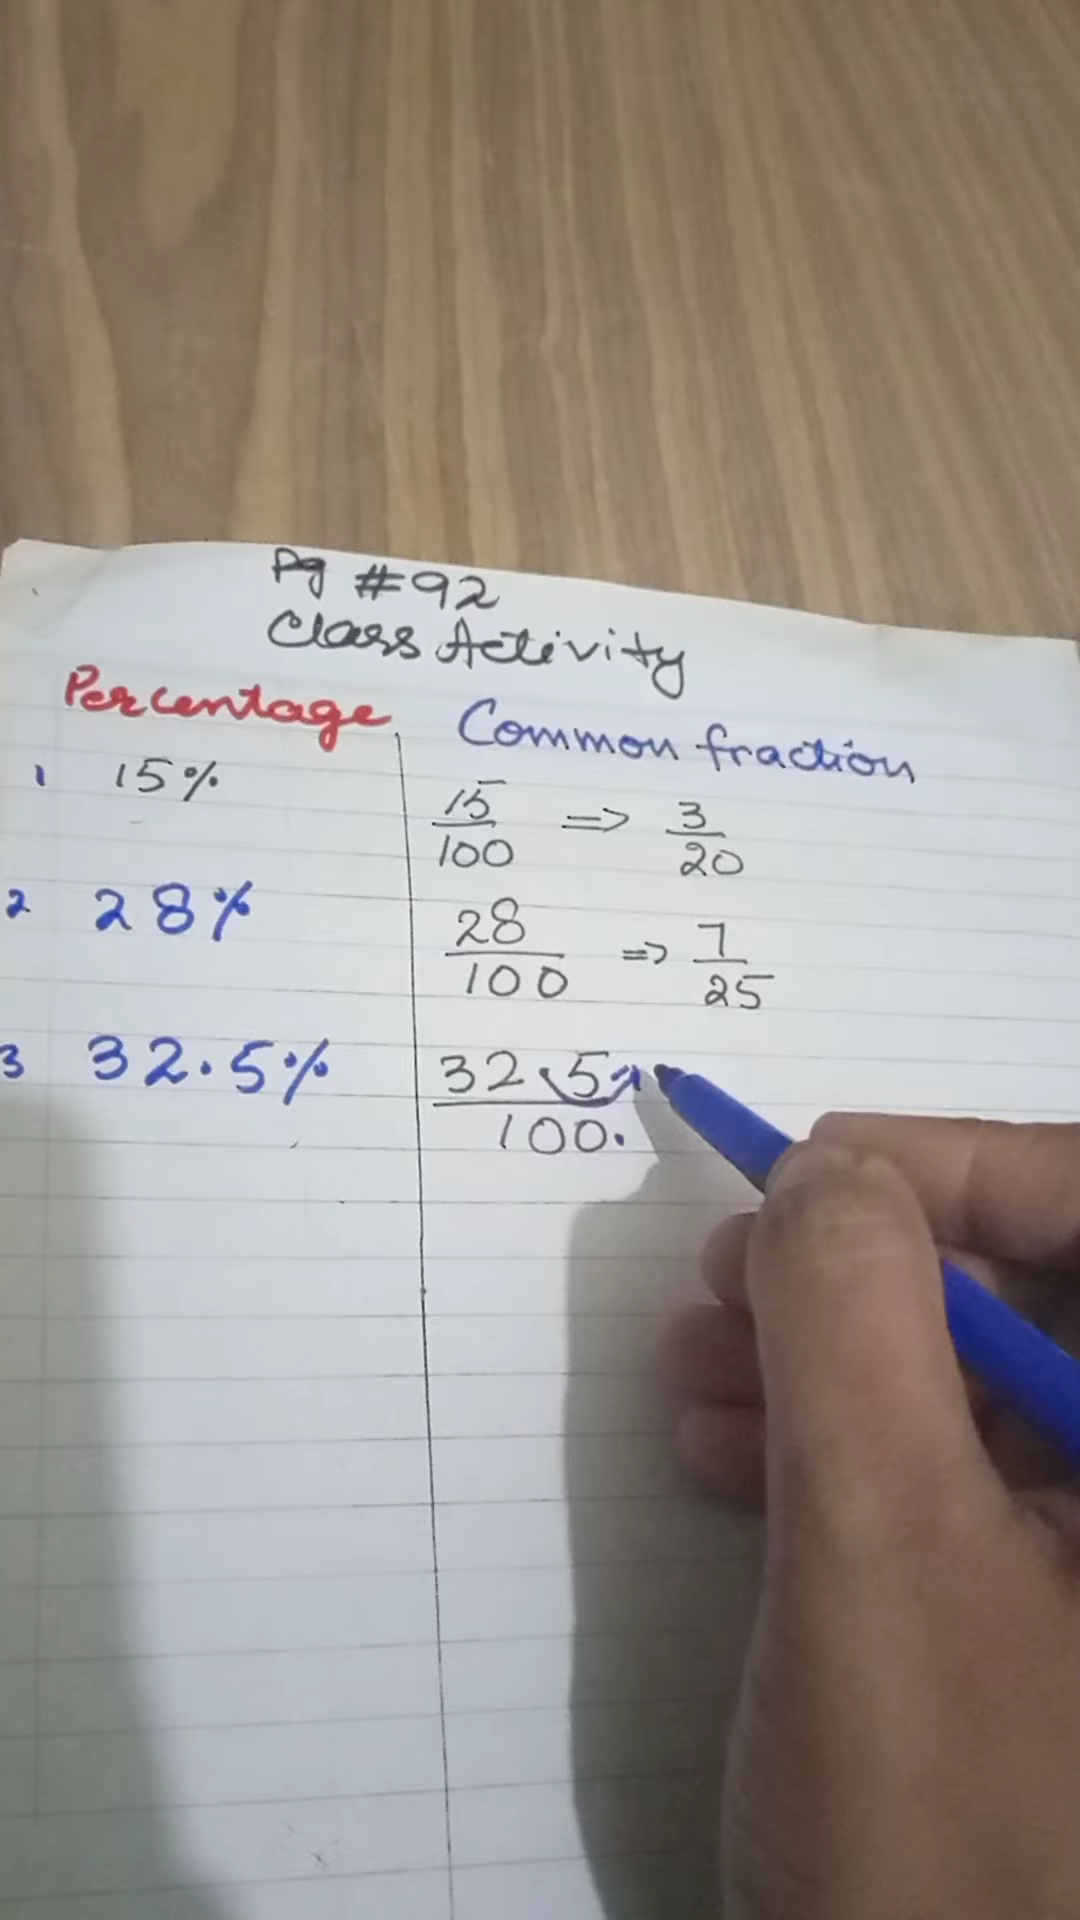 Pg #92
Class Activity
Percentage Common fraction
1 15% 15/100 => 3/20
2 28% 28/100 => 7/25
3 32.5% 32.5/100.